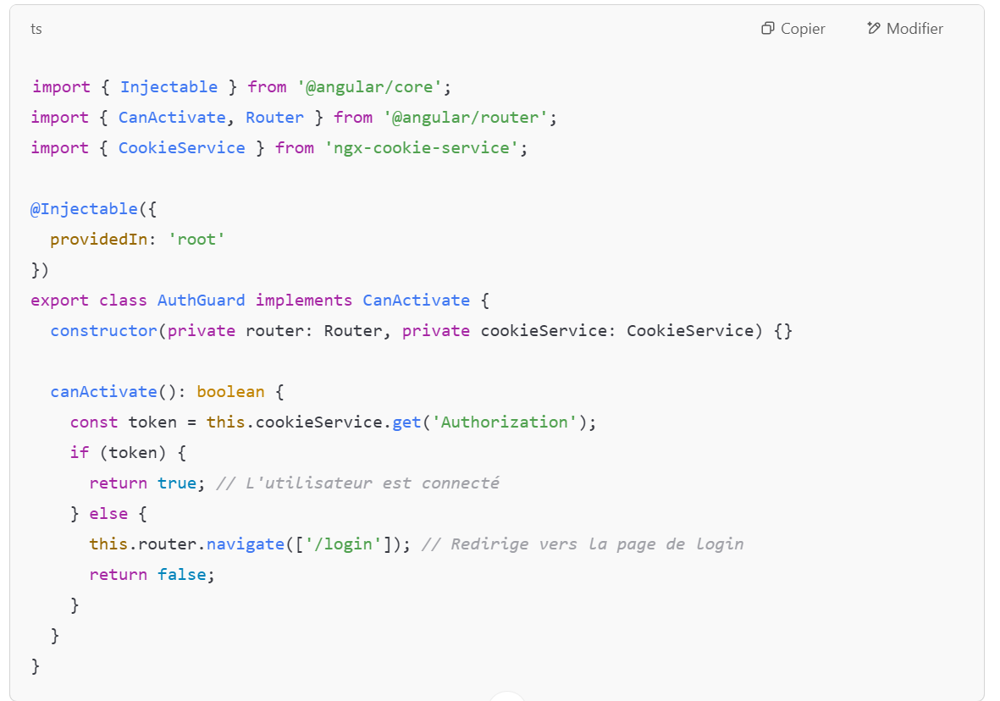 ts
Copier
Modifier
import { Injectable } from '@angular/core';
import { CanActivate, Router } from '@angular/router';
import { CookieService } from 'ngx-cookie-service';
@Injectable({
  providedIn: 'root'
})
export class AuthGuard implements CanActivate {
  constructor(private router: Router, private cookieService: CookieService) {}
  canActivate(): boolean {
    const token = this.cookieService.get('Authorization');
    if (token) {
      return true; // L'utilisateur est connecté
    } else {
      this.router.navigate(['/login']); // Redirige vers la page de login
      return false;
    }
  }
}